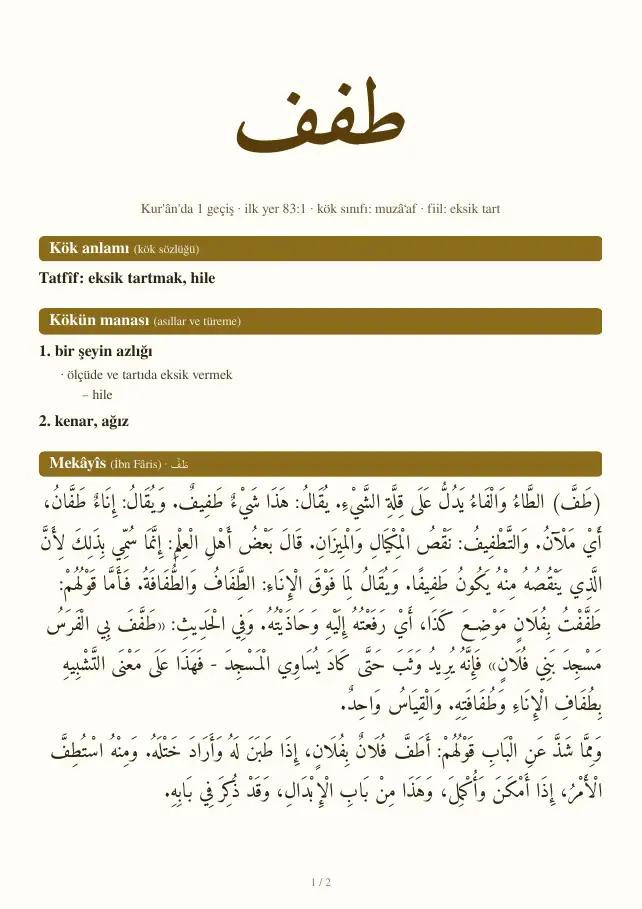 طفف
Kur'ân'da 1 geçiş · ilk yer 83:1 · kök sınıfı: muzâ'af · fiil: eksik tart
Kök anlamı (kök sözlüğü)
Tatfîf: eksik tartmak, hile
Kökün manası (asıllar ve türeme)
1. bir şeyin azlığı
· ölçüde ve tartıda eksik vermek
– hile
2. kenar, ağız
Mekâyîs (İbn Fâris) · طَفَّ
(طَفَّ) الطَّاءُ وَالْفَاءُ يَدُلُّ عَلَى قِلَّةِ الشَّيْءِ. يُقَالُ: هَذَا شَيْءٌ طَفِيفٌ. وَيُقَالُ: إِنَاءٌ طَفَّانُ،
أَيْ مَلْآنُ. وَالتَّطْفِيفُ: نَقْصُ الْمِكْيَالِ وَالْمِيزَانِ. قَالَ بَعْضُ أَهْلِ الْعِلْمِ: إِنَّمَا سُمِّيَ بِذَلِكَ لِأَنَّ
الَّذِي يَنْقُصُهُ مِنْهُ يَكُونُ طَفِيفًا. وَيُقَالُ لِمَا فَوْقَ الْإِنَاءِ: الطَّفَافُ وَالطُّفَافَةُ. فَأَمَّا قَوْلُهُمْ:
طَفَّفْتُ بِفُلَانٍ مَوْضِعَ كَذَا، أَيْ رَفَعْتُهُ إِلَيْهِ وَحَاذَيْتُهُ. وَفِي الْحَدِيثِ: «طَفَّفَ بِي الْفَرَسُ
مَسْجِدَ بَنِي فُلَانٍ» فَإِنَّهُ يُرِيدُ وَثَبَ حَتَّى كَادَ يُسَاوِي الْمَسْجِدَ - فَهَذَا عَلَى مَعْنَى التَّشْبِيهِ
بِطُفَافِ الْإِنَاءِ وَطُفَافَتِهِ. وَالْقِيَاسُ وَاحِدٌ.
وَمِمَّا شَذَّ عَنِ الْبَابِ قَوْلُهُمْ: أَطَفَّ فُلَانٌ بِفُلَانٍ، إِذَا طَبَنَ لَهُ وَأَرَادَ خَتْلَهُ. وَمِنْهُ اسْتَطَفَّ
الْأَمْرُ، إِذَا أَمْكَنَ وَأُكْمِلَ، وَهَذَا مِنْ بَابِ الْإِبْدَالِ، وَقَدْ ذُكِرَ فِي بَابِهِ.
1 / 2